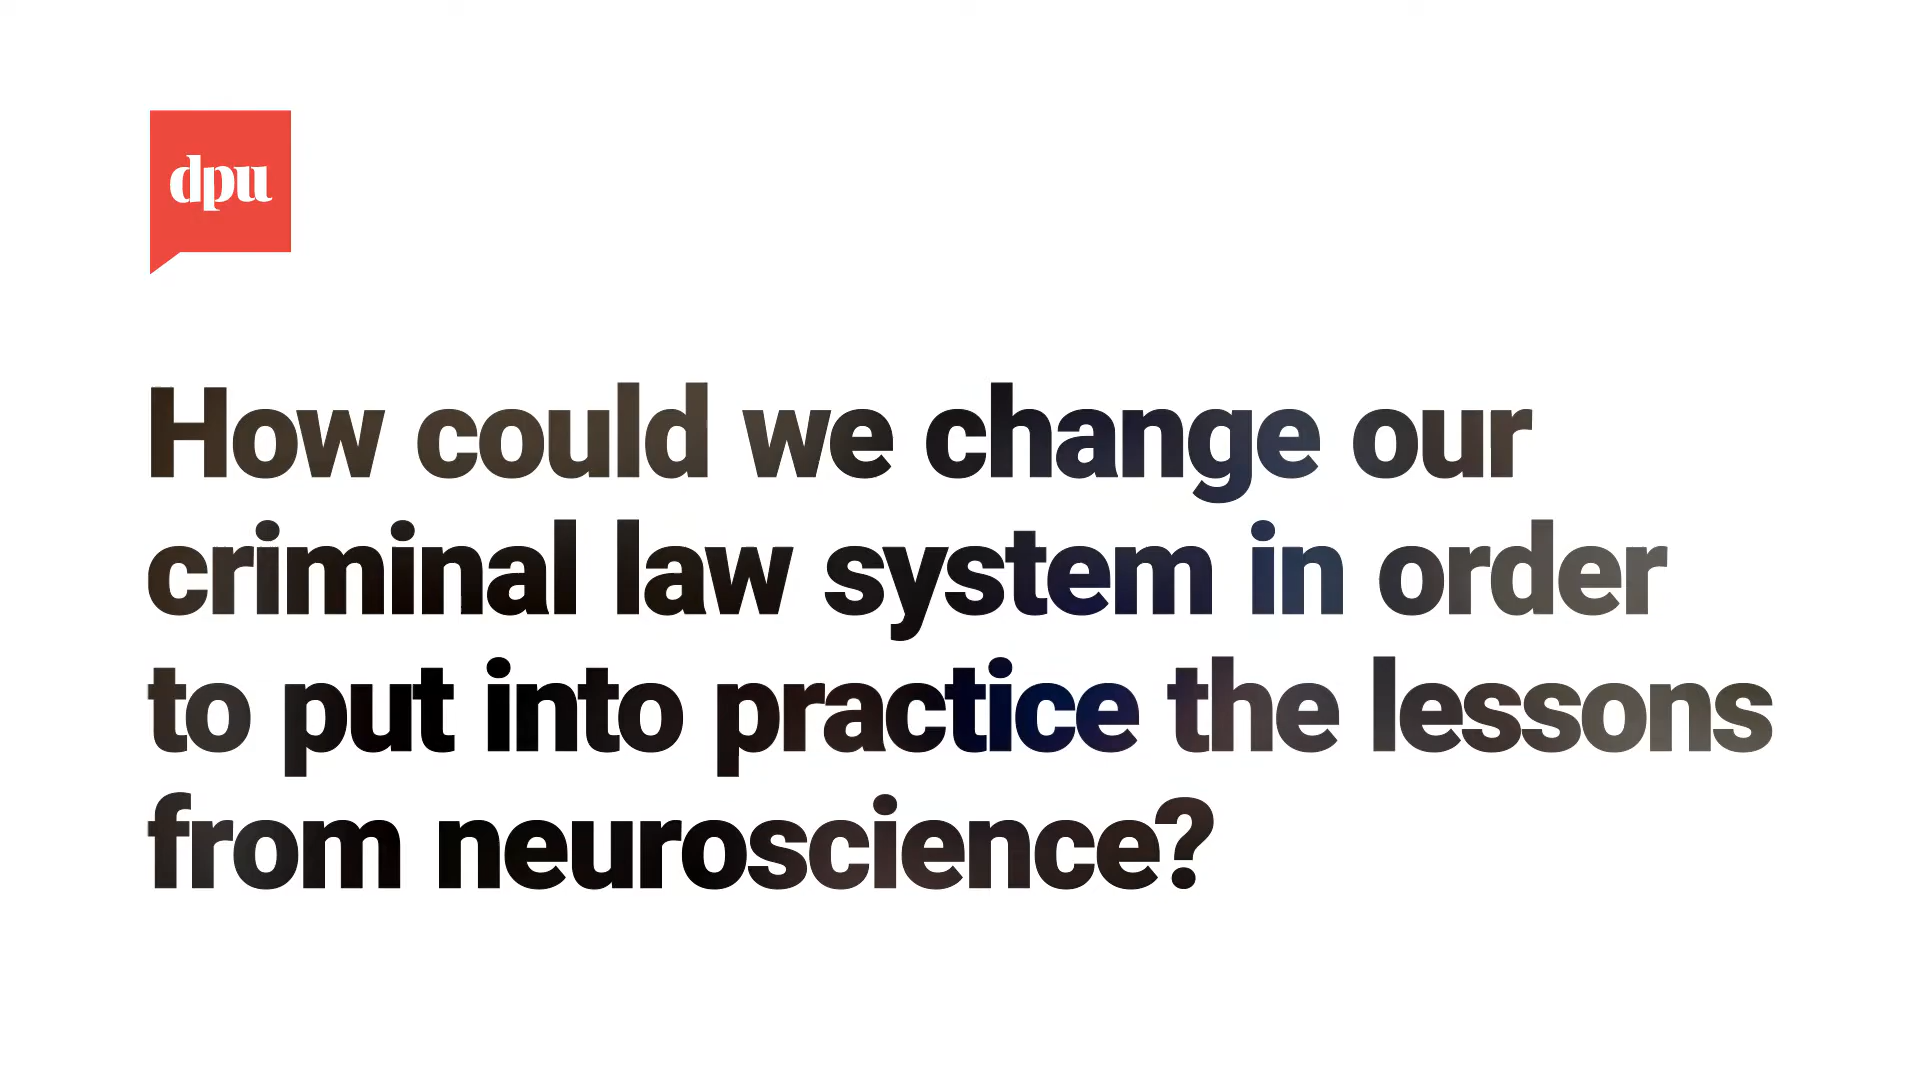 dpu
How could we change our
criminal law system in order
to put into practice the lessons
from neuroscience?